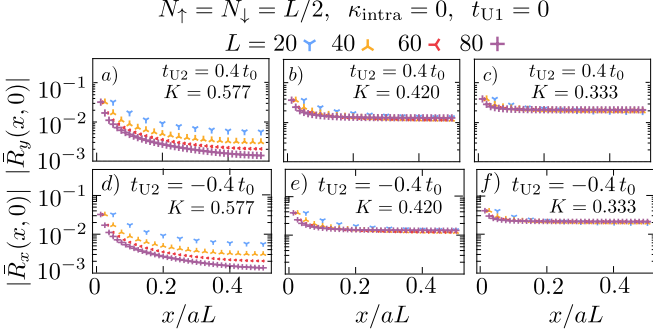 N↑ = N↓ = L/2, κintra = 0, tU1 = 0
L = 20 40 60 80
|R̄y(x, 0)|
10⁻¹
10⁻²
10⁻³
a) tU2 = 0.4 t0
K = 0.577
b) tU2 = 0.4 t0
K = 0.420
c) tU2 = 0.4 t0
K = 0.333
|R̄x(x, 0)|
10⁻¹
10⁻²
10⁻³
d) tU2 = −0.4 t0
K = 0.577
e) tU2 = −0.4 t0
K = 0.420
f) tU2 = −0.4 t0
K = 0.333
0 0.2 0.4 0 0.2 0.4 0 0.2 0.4
x/aL x/aL x/aL